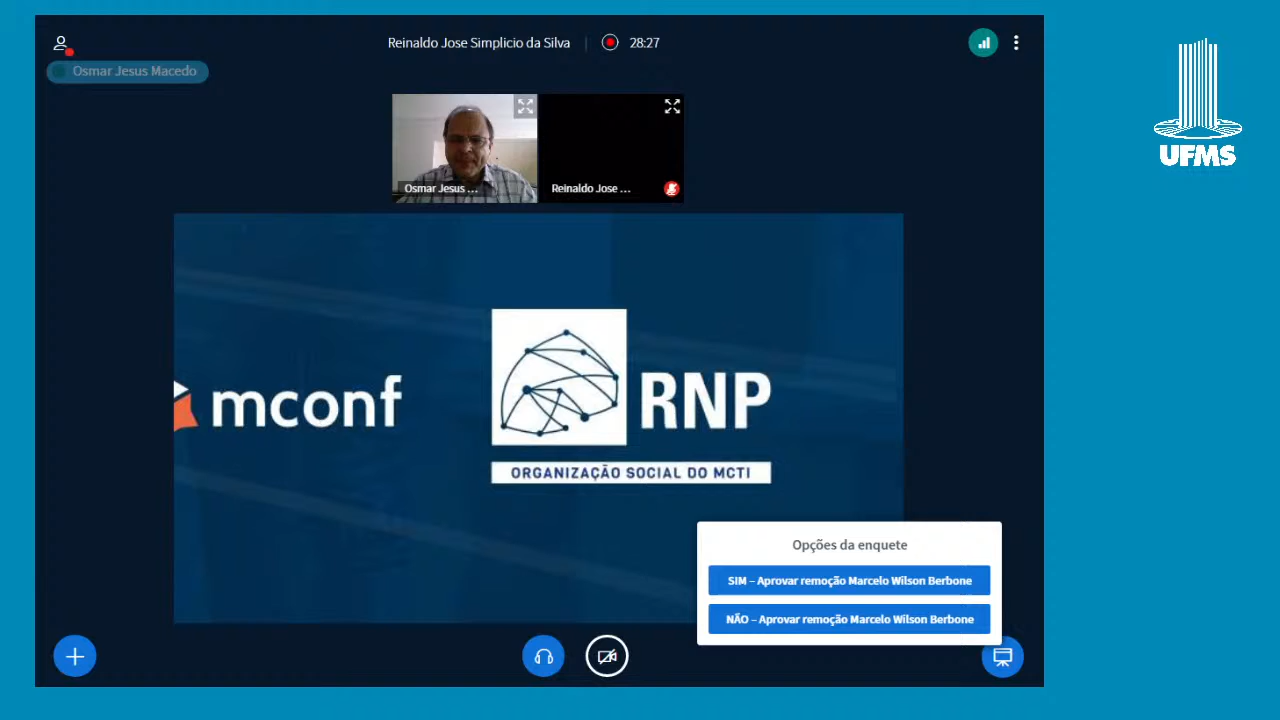 Reinaldo Jose Simplicio da Silva
28:27
Osmar Jesus Macedo
UFMS
Osmar Jesus ...
Reinaldo Jose ...
mconf
RNP
ORGANIZAÇÃO SOCIAL DO MCTI
Opções da enquete
SIM – Aprovar remoção Marcelo Wilson Berbone
NÃO – Aprovar remoção Marcelo Wilson Berbone